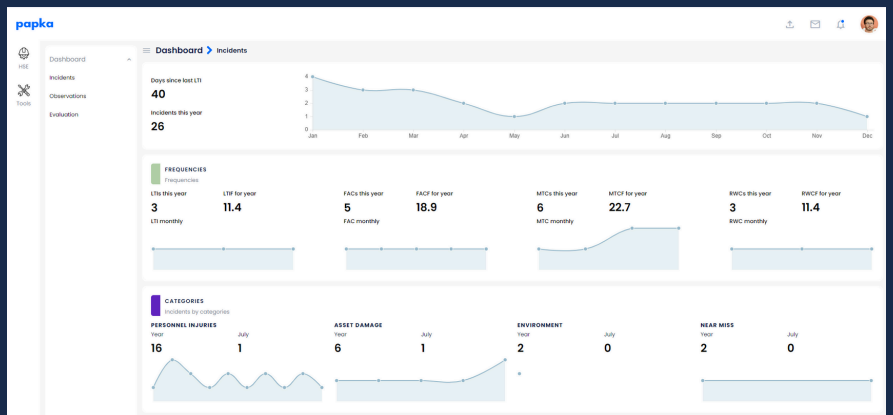 papka
HSE
Tools
Dashboard
Incidents
Observations
Evaluation
Dashboard > Incidents
Days since last LTI
40
Incidents this year
26
4
3
2
1
0
Jan Feb Mar Apr May Jun Jul Aug Sep Oct Nov Dec
FREQUENCIES
Frequencies
LTIs this year LTIF for year FACs this year FACF for year MTCs this year MTCF for year RWCs this year RWCF for year
3 11.4 5 18.9 6 22.7 3 11.4
LTI monthly FAC monthly MTC monthly RWC monthly
CATEGORIES
Incidents by categories
PERSONNEL INJURIES ASSET DAMAGE ENVIRONMENT NEAR MISS
Year July Year July Year July Year July
16 1 6 1 2 0 2 0